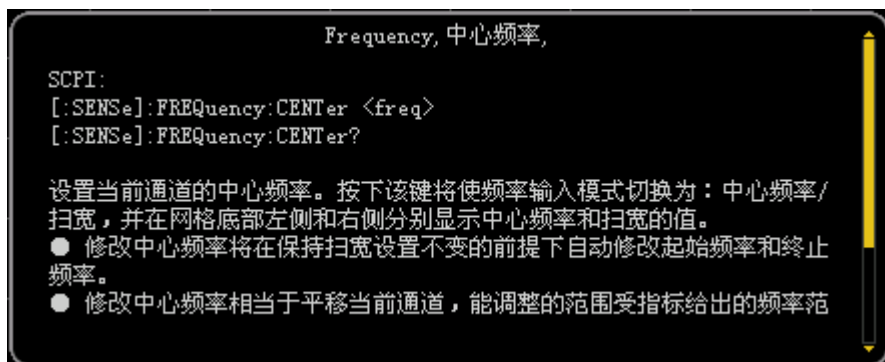 Frequency,中心频率,
SCPI:
[:SENSe]:FREQuency:CENTer <freq>
[:SENSe]:FREQuency:CENTer?
设置当前通道的中心频率。按下该键将使频率输入模式切换为：中心频率/
扫宽，并在网格底部左侧和右侧分别显示中心频率和扫宽的值。
● 修改中心频率将在保持扫宽设置不变的前提下自动修改起始频率和终止
频率。
● 修改中心频率相当于平移当前通道，能调整的范围受指标给出的频率范